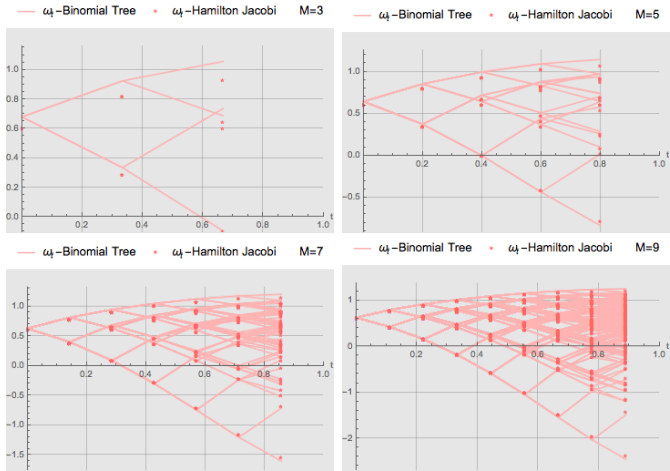 ωₜ-Binomial Tree ωₜ-Hamilton Jacobi M=3
1.0
0.8
0.6
0.4
0.2
0.0
0.2 0.4 0.6 0.8 1.0 t
ωₜ-Binomial Tree ωₜ-Hamilton Jacobi M=5
1.0
0.5
0.0
0.2 0.4 0.6 0.8 1.0 t
-0.5
ωₜ-Binomial Tree ωₜ-Hamilton Jacobi M=7
1.0
0.5
0.0
0.2 0.4 0.6 0.8 1.0 t
-0.5
-1.0
-1.5
ωₜ-Binomial Tree ωₜ-Hamilton Jacobi M=9
1
0
0.2 0.4 0.6 0.8 1.0 t
-1
-2